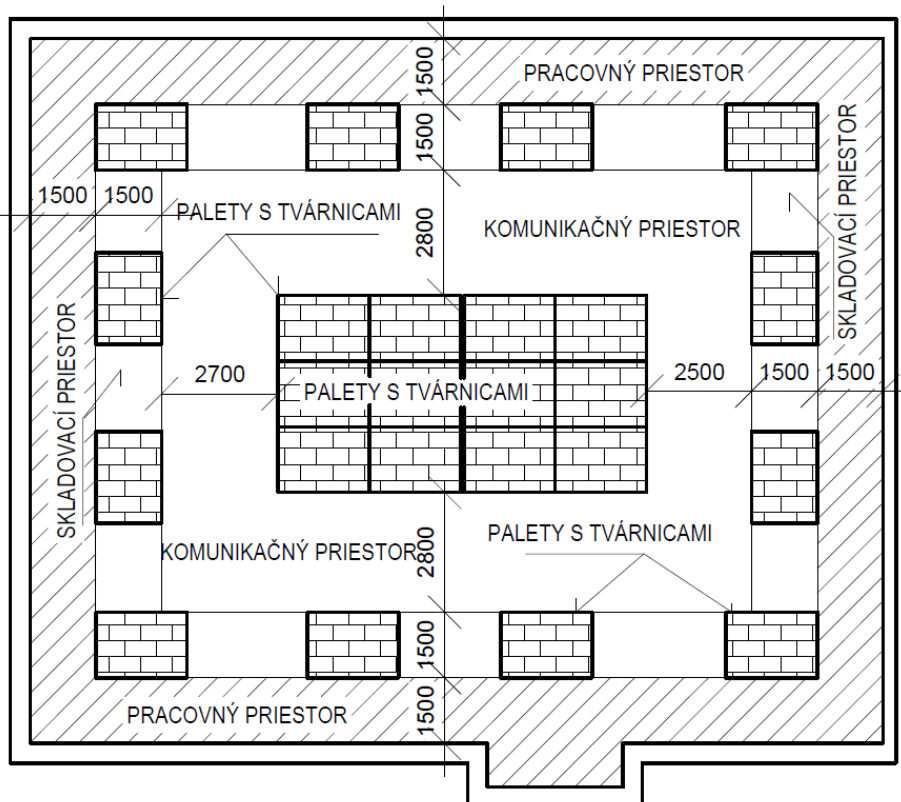 1500
PRACOVNÝ PRIESTOR
1500
SKLADOVACÍ PRIESTOR
1500
1500
PALETY S TVÁRNICAMI
2800
KOMUNIKAČNÝ PRIESTOR
SKLADOVACÍ PRIESTOR
2700
PALETY S TVÁRNICAMI
2500
1500
1500
KOMUNIKAČNÝ PRIESTOR
2800
PALETY S TVÁRNICAMI
1500
PRACOVNÝ PRIESTOR
1500